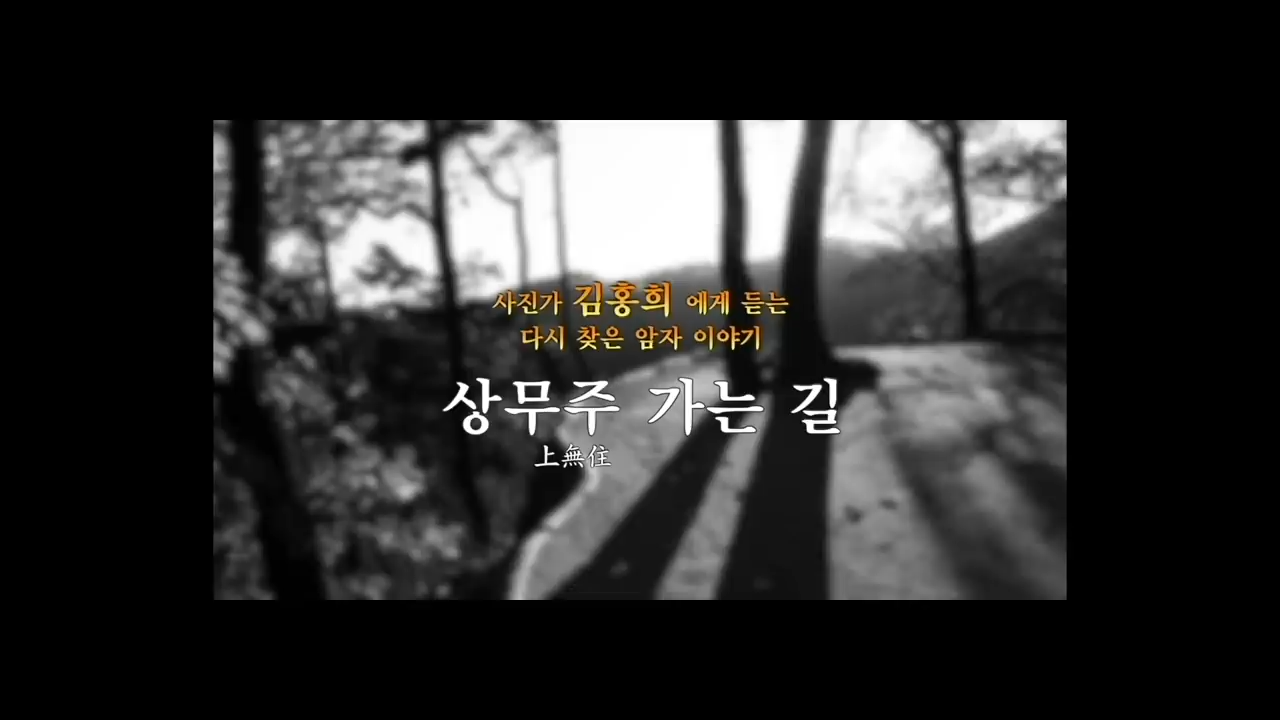 사진가 김홍희 에게 듣는
다시 찾은 암자 이야기
상무주 가는 길
上無住